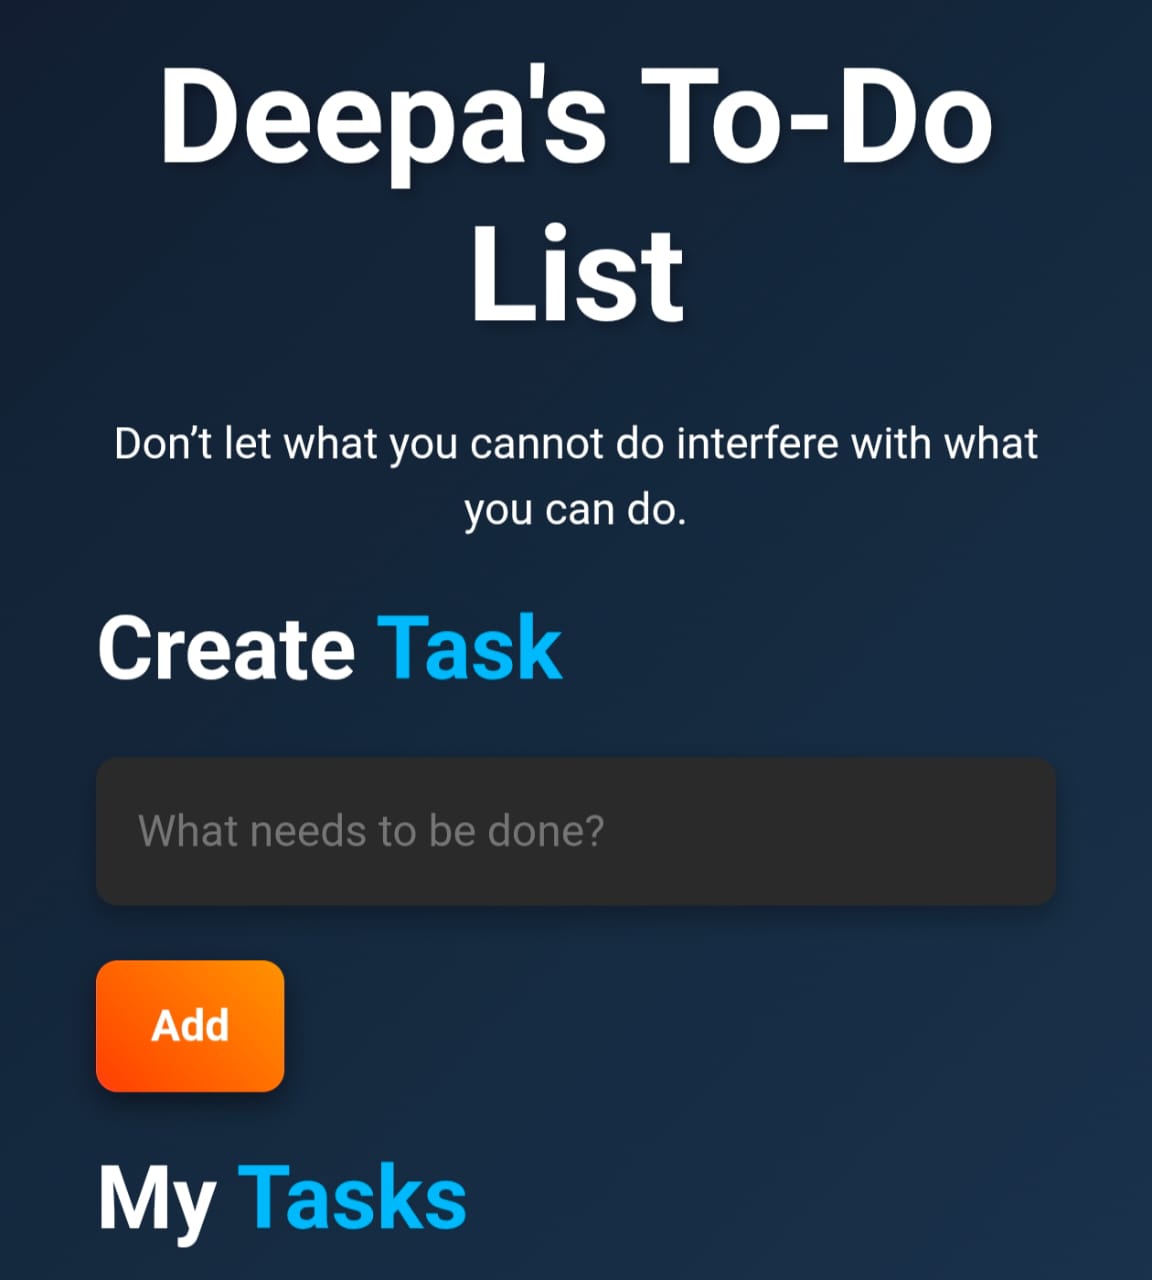 Deepa's To-Do
List
Don’t let what you cannot do interfere with what
you can do.
Create Task
What needs to be done?
Add
My Tasks